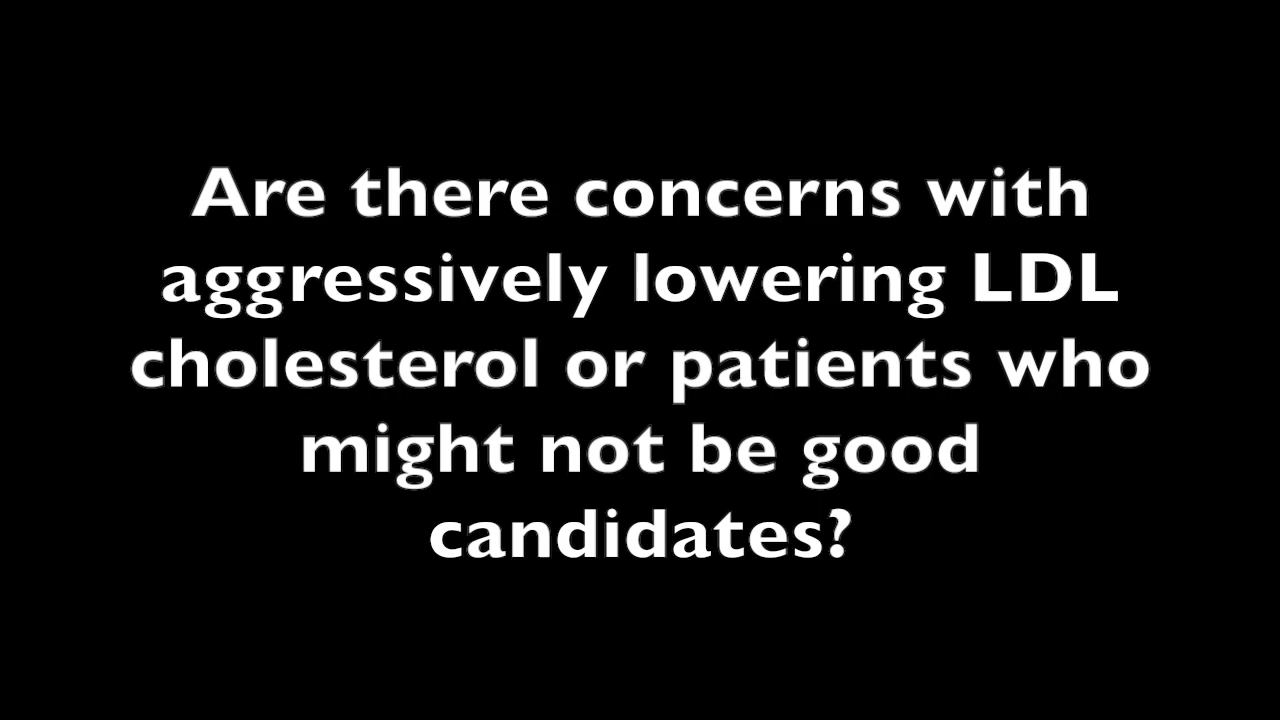 Are there concerns with
aggressively lowering LDL
cholesterol or patients who
might not be good
candidates?